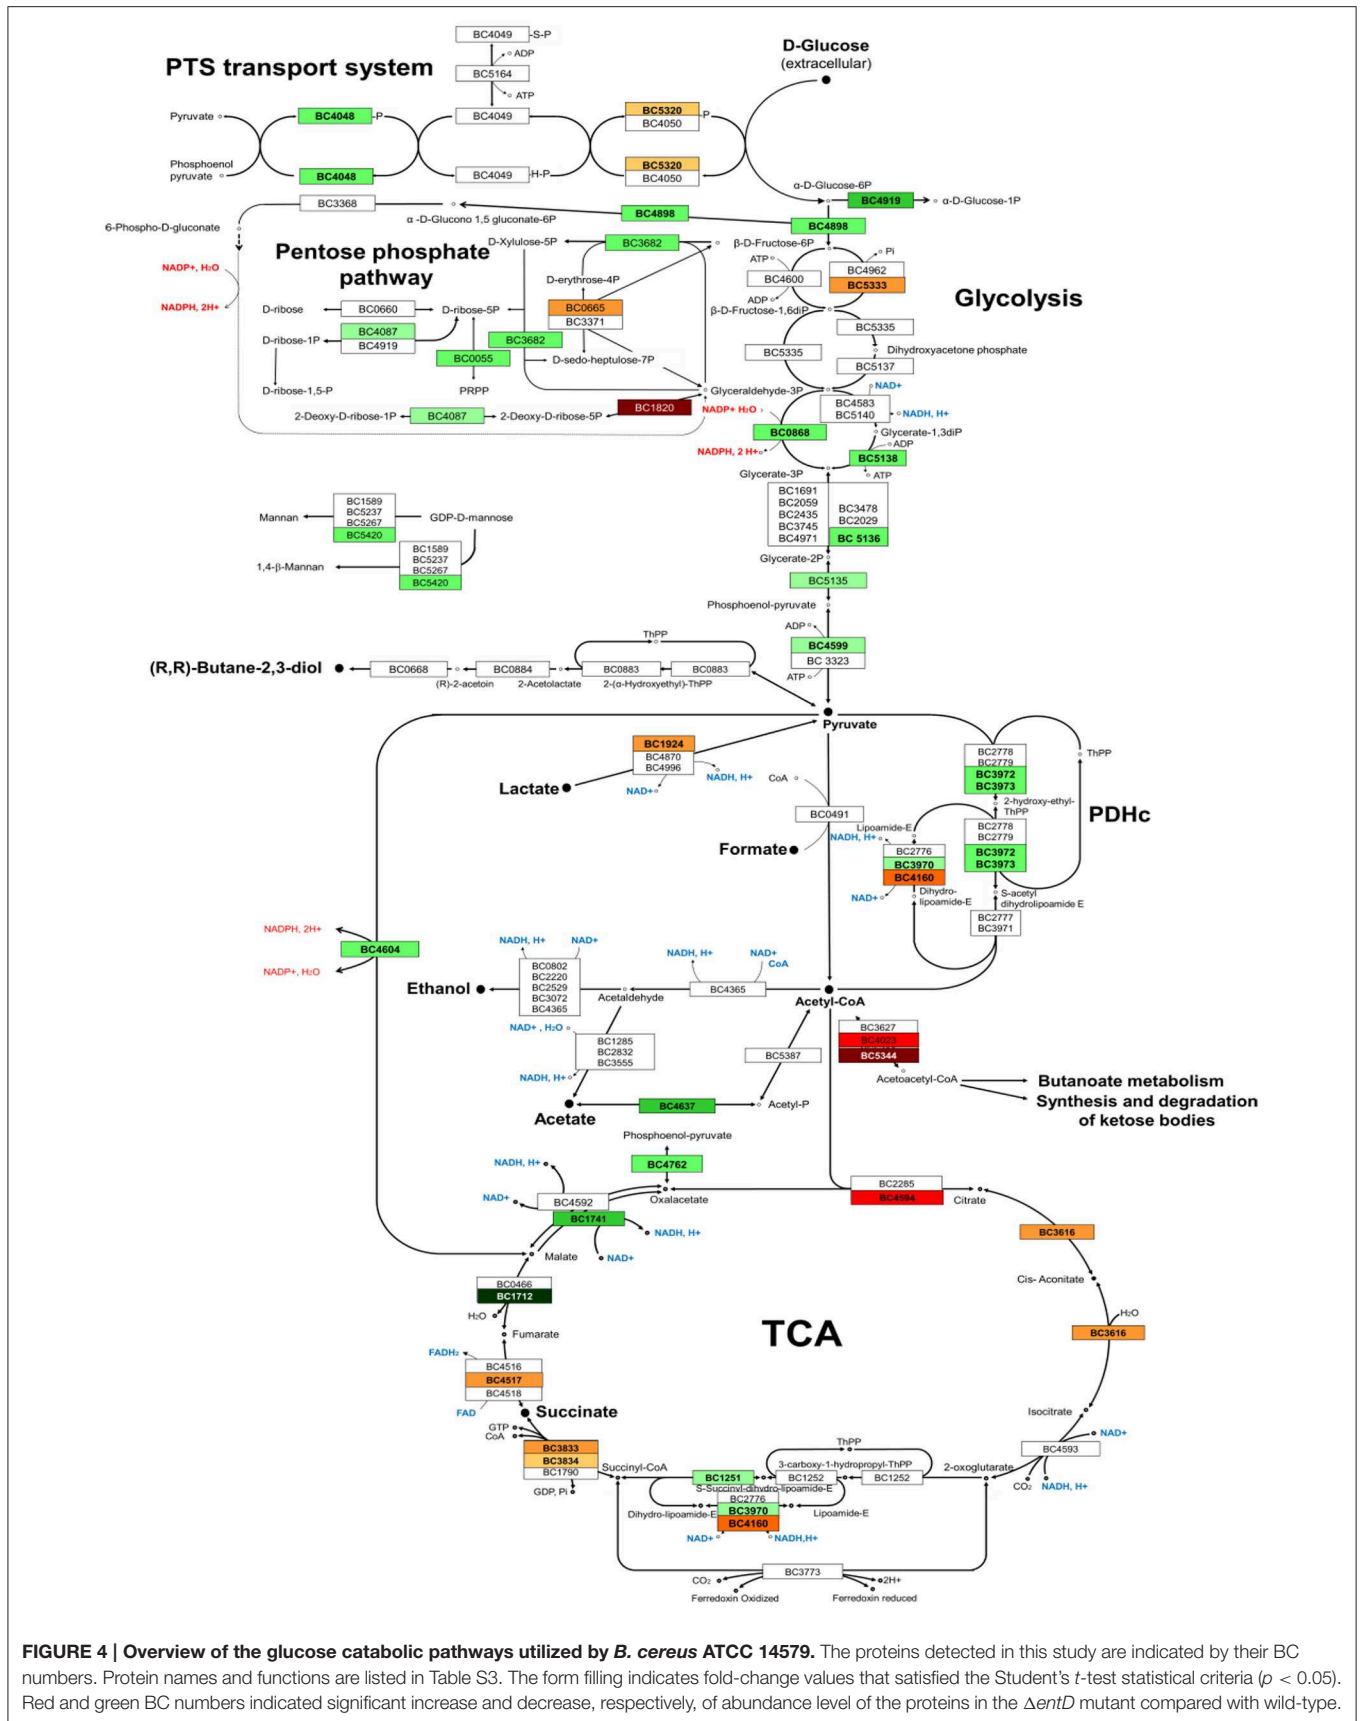 BC4049 -S-P
ADP
PTS transport system
BC5164
ATP
D-Glucose
(extracellular)
Pyruvate
BC4048 -P
BC4049
BC5320
BC4050
-P
Phosphoenol
pyruvate
BC4048
BC4049 -H-P
BC5320
BC4050
α-D-Glucose-6P
BC4919
α-D-Glucose-1P
BC3368
α -D-Glucono 1,5 gluconate-6P
BC4898
BC4898
6-Phospho-D-gluconate
Pentose phosphate
pathway
D-Xylulose-5P
BC3682
β-D-Fructose-6P
Pi
NADP+, H2O
NADPH, 2H+
D-erythrose-4P
ATP
BC4600
ADP
BC4962
BC5333
Glycolysis
β-D-Fructose-1,6diP
D-ribose
BC0660
D-ribose-5P
BC0665
BC3371
D-ribose-1P
BC4087
BC4919
BC3682
BC0055
D-sedo-heptulose-7P
BC5335
BC5335
Dihydroxyacetone phosphate
BC5137
D-ribose-1,5-P
PRPP
Glyceraldehyde-3P
NAD+
2-Deoxy-D-ribose-1P
BC4087
2-Deoxy-D-ribose-5P
BC1820
NADP+ H2O
BC4583
BC5140
NADH, H+
BC0868
Glycerate-1,3diP
ADP
NADPH, 2 H+
BC5138
ATP
Glycerate-3P
BC1691
BC2059
BC2435
BC3745
BC4971
BC3478
BC2029
BC 5136
Mannan
BC1589
BC5237
BC5267
BC5420
GDP-D-mannose
1,4-β-Mannan
BC1589
BC5237
BC5267
BC5420
Glycerate-2P
BC5135
Phosphoenol-pyruvate
ADP
BC4599
BC 3323
ATP
ThPP
(R,R)-Butane-2,3-diol
BC0668
BC0884
BC0883
BC0883
(R)-2-acetoin
2-Acetolactate
2-(α-Hydroxyethyl)-ThPP
Pyruvate
BC1924
BC4870
BC4996
NADH, H+
Lactate
NAD+
CoA
BC0491
Formate
BC2778
BC2779
BC3972
BC3973
ThPP
2-hydroxy-ethyl-
ThPP
PDHc
Lipoamide-E
NADH, H+
BC2776
BC3970
BC4160
NAD+
BC2778
BC2779
BC3972
BC3973
Dihydro-
lipoamide-E
S-acetyl
dihydrolipoamide E
BC2777
BC3971
NADPH, 2H+
BC4604
NADP+, H2O
NADH, H+
NAD+
BC0802
BC2220
BC2529
BC3072
BC4365
Ethanol
Acetaldehyde
NADH, H+
NAD+
CoA
BC4365
Acetyl-CoA
NAD+ , H2O
BC1285
BC2832
BC3555
NADH, H+
BC5387
BC3627
BC4023
BC5344
Acetoacetyl-CoA
Butanoate metabolism
Synthesis and degradation
of ketose bodies
Acetate
BC4637
Acetyl-P
Phosphoenol-pyruvate
BC4762
NADH, H+
NAD+
BC4592
BC1741
Oxalacetate
NADH, H+
NAD+
BC2285
BC4594
Citrate
Malate
BC3616
Cis- Aconitate
BC0466
BC1712
H2O
Fumarate
TCA
H2O
BC3616
FADH2
BC4516
BC4517
BC4518
FAD
Succinate
Isocitrate
NAD+
BC4593
CO2
NADH, H+
GTP
CoA
BC3833
BC3834
BC1790
GDP, Pi
Succinyl-CoA
ThPP
3-carboxy-1-hydropropyl-ThPP
BC1251
BC1252
BC1252
2-oxoglutarate
S-Succinyl-dihydro-lipoamide-E
Dihydro-lipoamide-E
BC2776
BC3970
BC4160
Lipoamide-E
NAD+
NADH,H+
BC3773
CO2
2H+
Ferredoxin Oxidized
Ferredoxin reduced
FIGURE 4 | Overview of the glucose catabolic pathways utilized by B. cereus ATCC 14579. The proteins detected in this study are indicated by their BC
numbers. Protein names and functions are listed in Table S3. The form filling indicates fold-change values that satisfied the Student's t-test statistical criteria (p < 0.05).
Red and green BC numbers indicated significant increase and decrease, respectively, of abundance level of the proteins in the ΔentD mutant compared with wild-type.